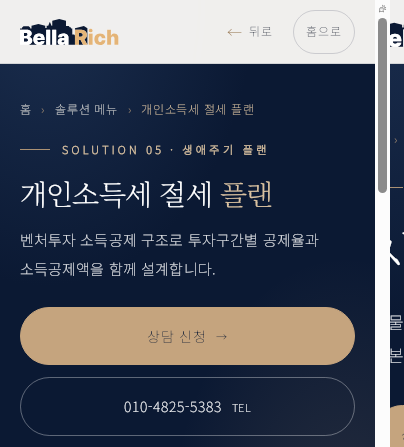 Bella Rich
← 뒤로
홈으로
홈 › 솔루션 메뉴 › 개인소득세 절세 플랜
SOLUTION 05 · 생애주기 플랜
개인소득세 절세 플랜
벤처투자 소득공제 구조로 투자구간별 공제율과
소득공제액을 함께 설계합니다.
상담 신청 →
010-4825-5383 TEL